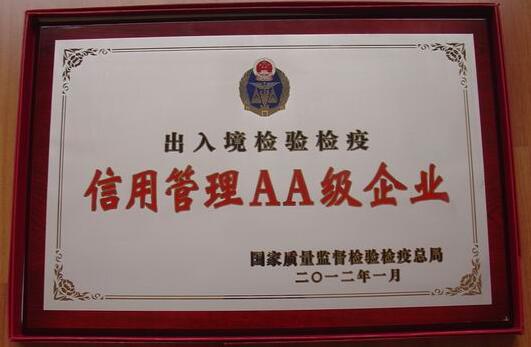 出入境检验检疫
信用管理AA级企业
国家质量监督检验检疫总局
二〇一二年一月